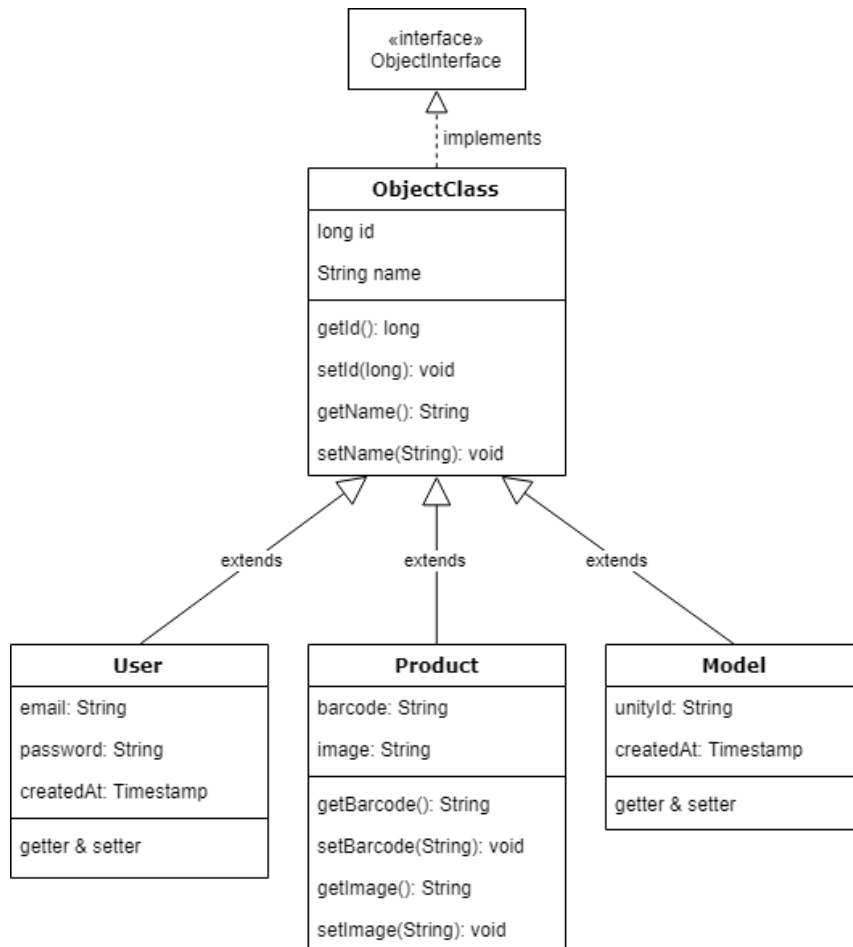 «interface»
ObjectInterface
implements
ObjectClass
long id
String name
getId(): long
setId(long): void
getName(): String
setName(String): void
extends
extends
extends
User
email: String
password: String
createdAt: Timestamp
getter & setter
Product
barcode: String
image: String
getBarcode(): String
setBarcode(String): void
getImage(): String
setImage(String): void
Model
unityId: String
createdAt: Timestamp
getter & setter